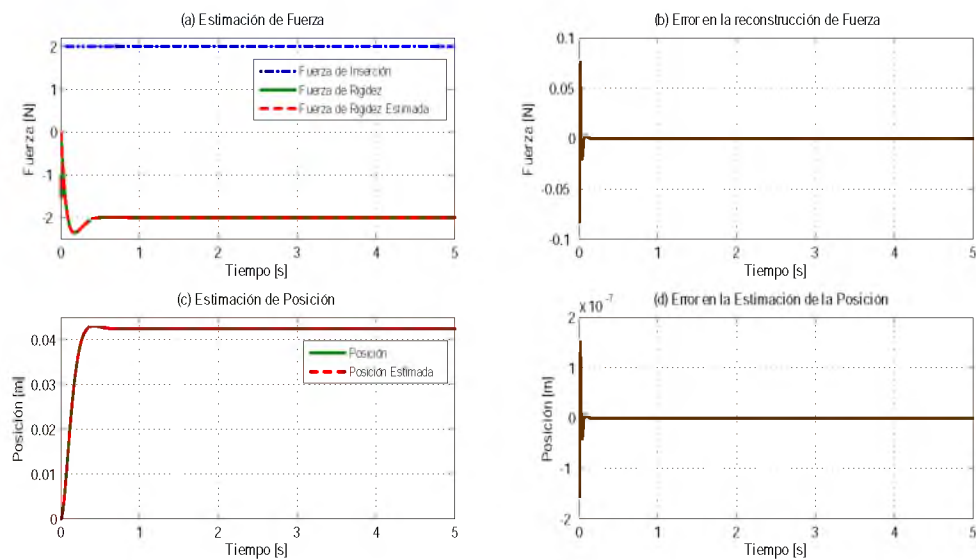 (a) Estimación de Fuerza
2
1
0
-1
-2
Fuerza [N]
Fuerza de Inserción
Fuerza de Rigidez
Fuerza de Rigidez Estimada
0 1 2 3 4 5
Tiempo [s]
(b) Error en la reconstrucción de Fuerza
0.1
0.05
0
-0.05
-0.1
Fuerza [N]
0 1 2 3 4 5
Tiempo [s]
(c) Estimación de Posición
0.04
0.03
0.02
0.01
0
Posición [m]
Posición
Posición Estimada
0 1 2 3 4 5
Tiempo [s]
(d) Error en la Estimación de la Posición
x 10^-7
2
1
0
-1
-2
Posición [m]
0 1 2 3 4 5
Tiempo [s]